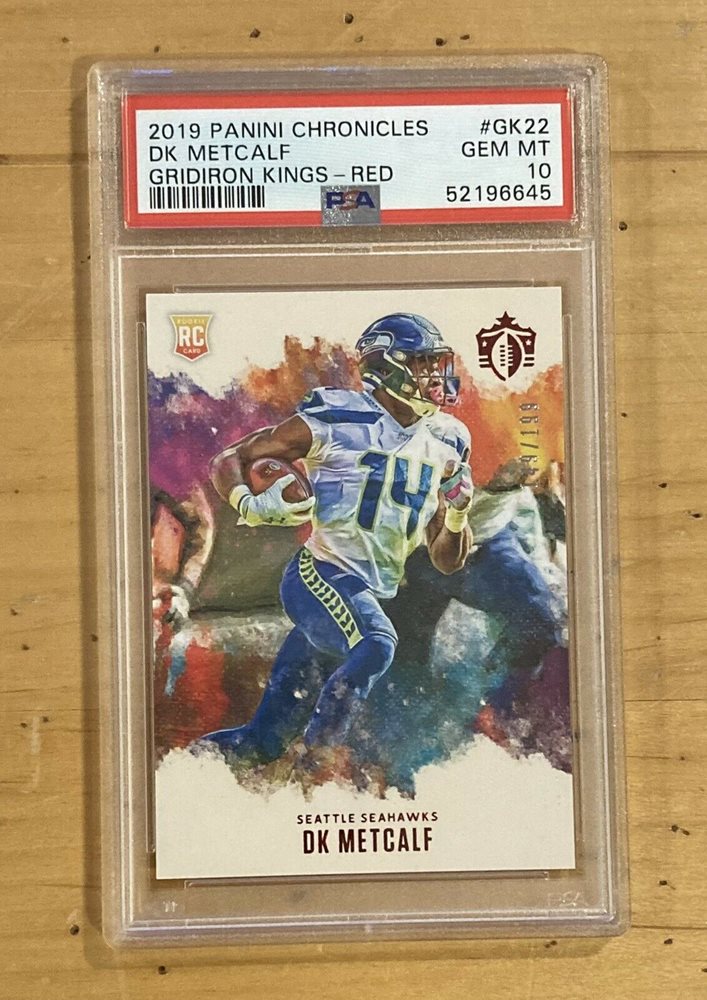 2019 PANINI CHRONICLES #GK22
DK METCALF GEM MT
GRIDIRON KINGS – RED 10
PSA 52196645
ROOKIE
RC
CARD
14
SEATTLE SEAHAWKS
DK METCALF